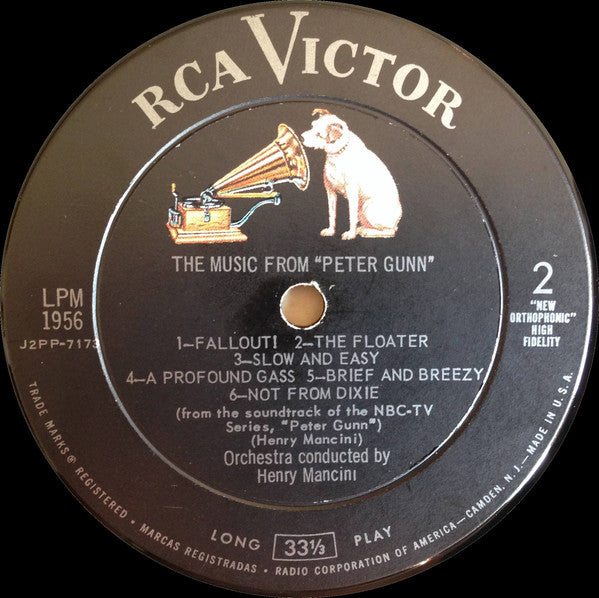 RCA VICTOR
THE MUSIC FROM "PETER GUNN"
LPM
1956
J2PP-7173
2
"NEW
ORTHOPHONIC"
HIGH
FIDELITY
1—FALLOUT! 2—THE FLOATER
3—SLOW AND EASY
4—A PROFOUND GASS 5—BRIEF AND BREEZY
6—NOT FROM DIXIE
(from the soundtrack of the NBC-TV
Series, "Peter Gunn")
(Henry Mancini)
Orchestra conducted by
Henry Mancini
LONG 33⅓ PLAY
TRADE MARKS ® REGISTERED • MARCAS REGISTRADAS • RADIO CORPORATION OF AMERICA—CAMDEN, N. J.—MADE IN U. S. A.